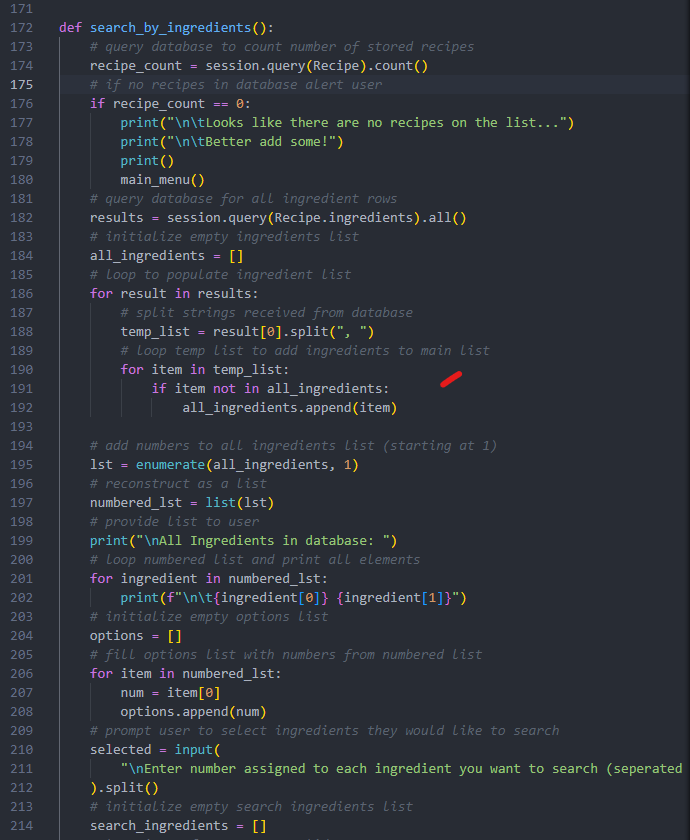 171
172 def search_by_ingredients():
173 # query database to count number of stored recipes
174 recipe_count = session.query(Recipe).count()
175 # if no recipes in database alert user
176 if recipe_count == 0:
177 print("\n\tLooks like there are no recipes on the list...")
178 print("\n\tBetter add some!")
179 print()
180 main_menu()
181 # query database for all ingredient rows
182 results = session.query(Recipe.ingredients).all()
183 # initialize empty ingredients list
184 all_ingredients = []
185 # loop to populate ingredient list
186 for result in results:
187 # split strings received from database
188 temp_list = result[0].split(", ")
189 # loop temp list to add ingredients to main list
190 for item in temp_list:
191 if item not in all_ingredients:
192 all_ingredients.append(item)
193
194 # add numbers to all ingredients list (starting at 1)
195 lst = enumerate(all_ingredients, 1)
196 # reconstruct as a list
197 numbered_lst = list(lst)
198 # provide list to user
199 print("\nAll Ingredients in database: ")
200 # loop numbered list and print all elements
201 for ingredient in numbered_lst:
202 print(f"\n\t{ingredient[0]} {ingredient[1]}")
203 # initialize empty options list
204 options = []
205 # fill options list with numbers from numbered list
206 for item in numbered_lst:
207 num = item[0]
208 options.append(num)
209 # prompt user to select ingredients they would like to search
210 selected = input(
211 "\nEnter number assigned to each ingredient you want to search (seperated
212 ).split()
213 # initialize empty search ingredients list
214 search_ingredients = []